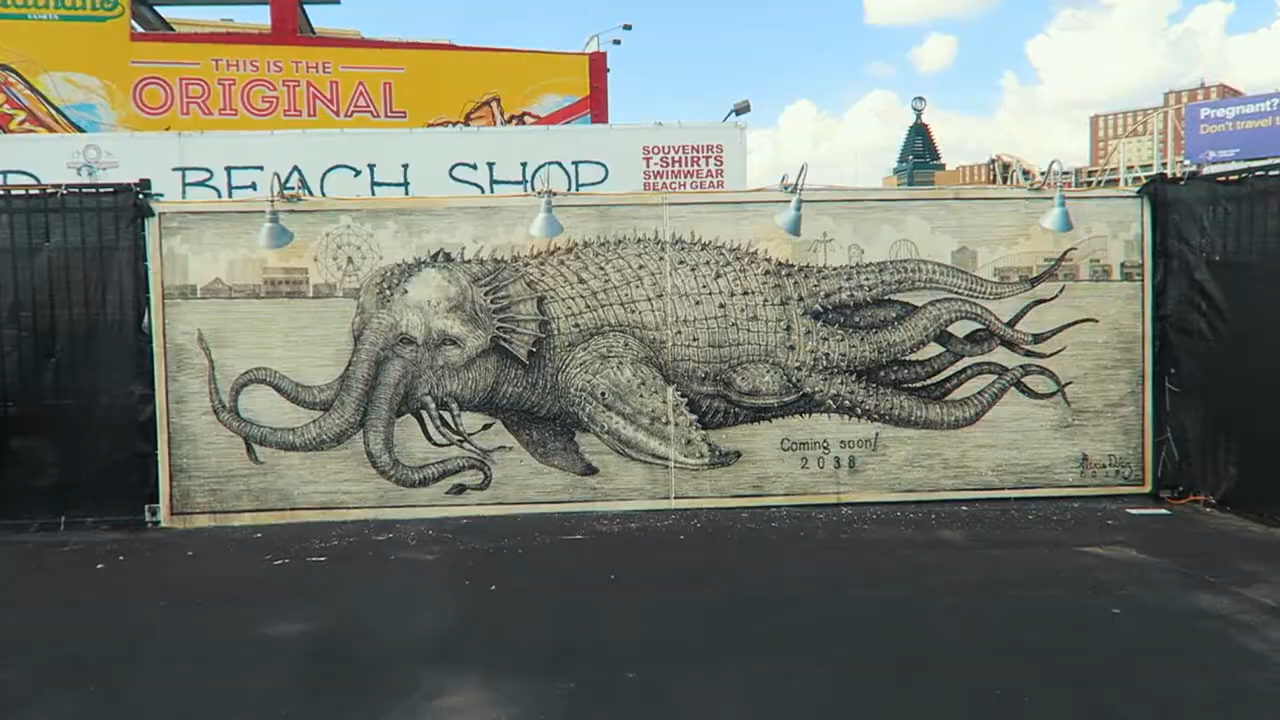 THIS IS THE
ORIGINAL
BEACH SHOP
SOUVENIRS
T-SHIRTS
SWIMWEAR
BEACH GEAR
Pregnant?
Don't travel
Coming soon!
2038